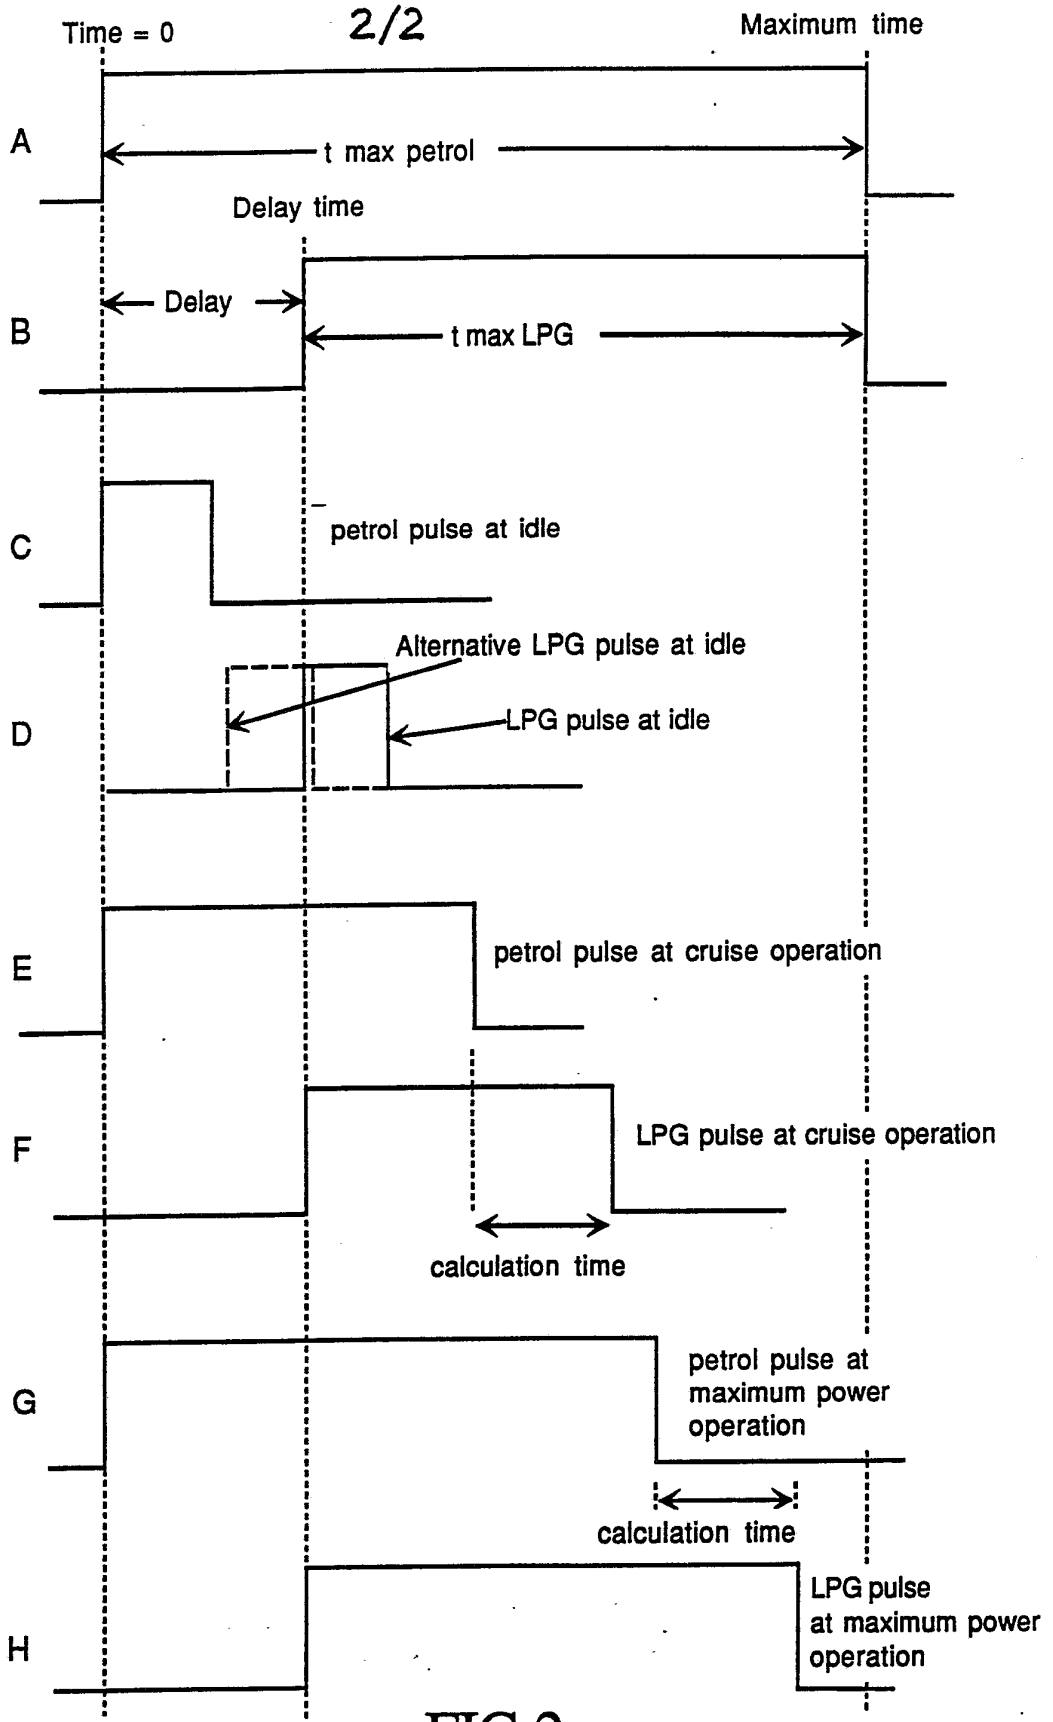 Time = 0
2/2
Maximum time
A
t max petrol
Delay time
Delay
B
t max LPG
C
petrol pulse at idle
Alternative LPG pulse at idle
D
LPG pulse at idle
E
petrol pulse at cruise operation
F
LPG pulse at cruise operation
calculation time
G
petrol pulse at
maximum power
operation
calculation time
H
LPG pulse
at maximum power
operation